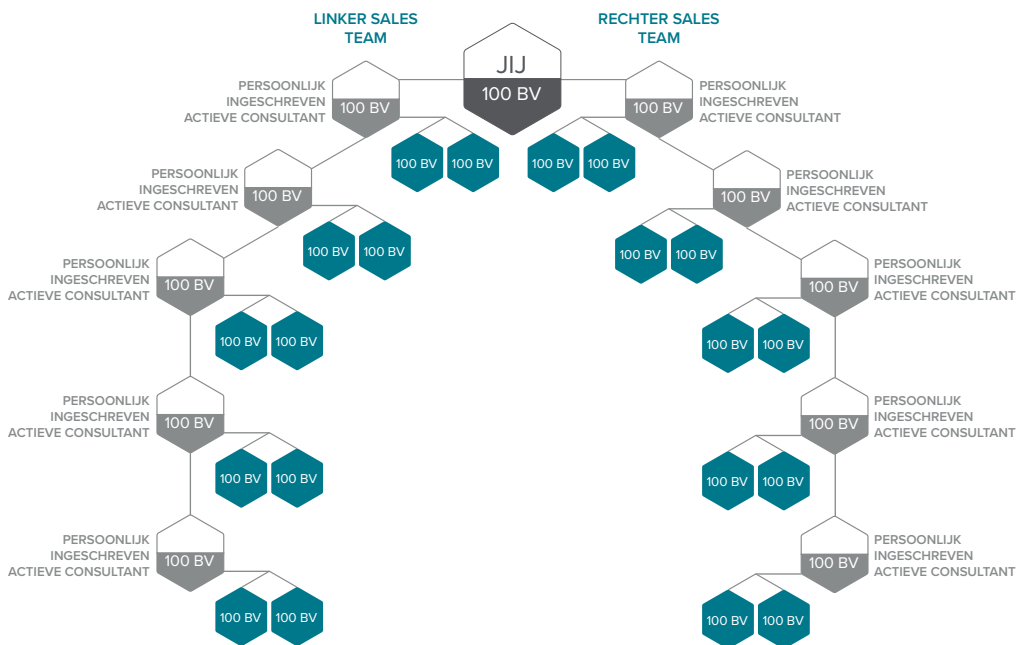 LINKER SALES
TEAM
RECHTER SALES
TEAM
JIJ
100 BV
PERSOONLIJK
INGESCHREVEN
ACTIEVE CONSULTANT
100 BV
100 BV
PERSOONLIJK
INGESCHREVEN
ACTIEVE CONSULTANT
100 BV 100 BV
100 BV 100 BV
PERSOONLIJK
INGESCHREVEN
ACTIEVE CONSULTANT
100 BV
100 BV
PERSOONLIJK
INGESCHREVEN
ACTIEVE CONSULTANT
100 BV 100 BV
100 BV 100 BV
PERSOONLIJK
INGESCHREVEN
ACTIEVE CONSULTANT
100 BV
100 BV
PERSOONLIJK
INGESCHREVEN
ACTIEVE CONSULTANT
100 BV 100 BV
100 BV 100 BV
PERSOONLIJK
INGESCHREVEN
ACTIEVE CONSULTANT
100 BV
100 BV
PERSOONLIJK
INGESCHREVEN
ACTIEVE CONSULTANT
100 BV 100 BV
100 BV 100 BV
PERSOONLIJK
INGESCHREVEN
ACTIEVE CONSULTANT
100 BV
100 BV
PERSOONLIJK
INGESCHREVEN
ACTIEVE CONSULTANT
100 BV 100 BV
100 BV 100 BV